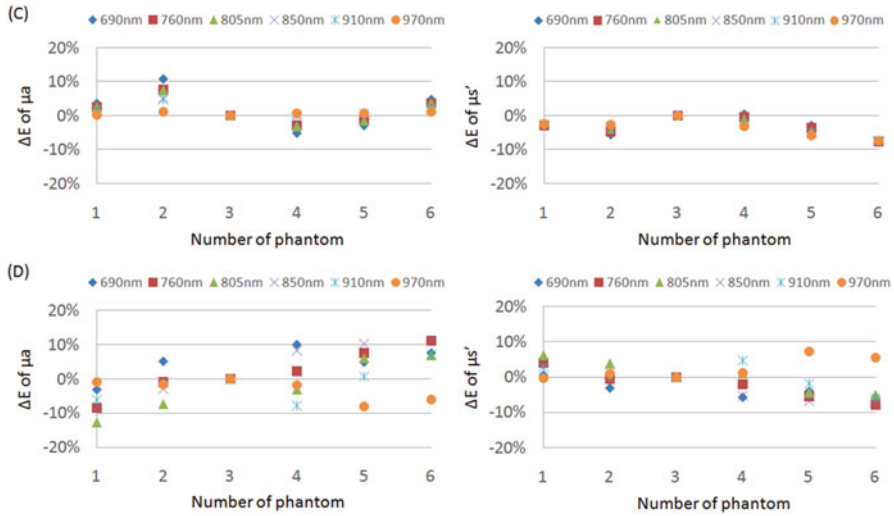 (C)
690nm 760nm 805nm 850nm 910nm 970nm
20%
10%
0%
-10%
-20%
ΔE of μa
1 2 3 4 5 6
Number of phantom
690nm 760nm 805nm 850nm 910nm 970nm
20%
10%
0%
-10%
-20%
ΔE of μs'
1 2 3 4 5 6
Number of phantom
(D)
690nm 760nm 805nm 850nm 910nm 970nm
20%
10%
0%
-10%
-20%
ΔE of μa
1 2 3 4 5 6
Number of phantom
690nm 760nm 805nm 850nm 910nm 970nm
20%
10%
0%
-10%
-20%
ΔE of μs'
1 2 3 4 5 6
Number of phantom